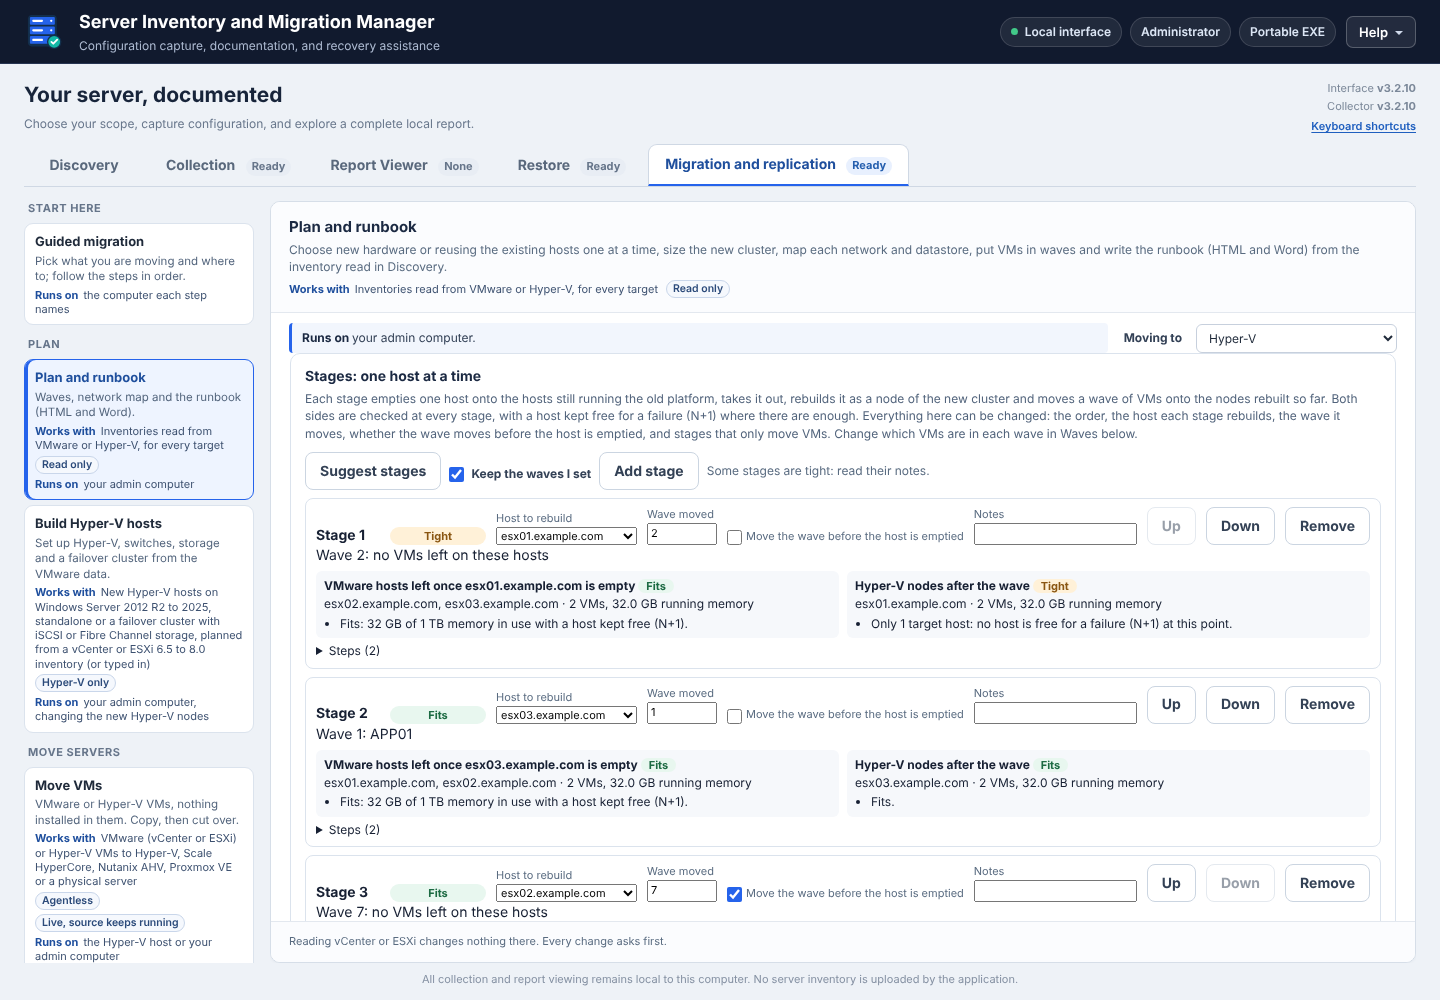 Server Inventory and Migration Manager
Configuration capture, documentation, and recovery assistance
Local interface
Administrator
Portable EXE
Help
Your server, documented
Choose your scope, capture configuration, and explore a complete local report.
Interface v3.2.10
Collector v3.2.10
Keyboard shortcuts
Discovery
Collection Ready
Report Viewer None
Restore Ready
Migration and replication Ready
START HERE
Guided migration
Pick what you are moving and where
to; follow the steps in order.
Runs on the computer each step
names
PLAN
Plan and runbook
Waves, network map and the runbook
(HTML and Word).
Works with Inventories read from
VMware or Hyper-V, for every target
Read only
Runs on your admin computer
Build Hyper-V hosts
Set up Hyper-V, switches, storage
and a failover cluster from the
VMware data.
Works with New Hyper-V hosts on
Windows Server 2012 R2 to 2025,
standalone or a failover cluster with
iSCSI or Fibre Channel storage, planned
from a vCenter or ESXi 6.5 to 8.0
inventory (or typed in)
Hyper-V only
Runs on your admin computer,
changing the new Hyper-V nodes
MOVE SERVERS
Move VMs
VMware or Hyper-V VMs, nothing
installed in them. Copy, then cut over.
Works with VMware (vCenter or ESXi)
or Hyper-V VMs to Hyper-V, Scale
HyperCore, Nutanix AHV, Proxmox VE
or a physical server
Agentless
Live, source keeps running
Runs on the Hyper-V host or your
admin computer
Plan and runbook
Choose new hardware or reusing the existing hosts one at a time, size the new cluster, map each network and datastore, put VMs in waves and write the runbook (HTML and Word) from the
inventory read in Discovery.
Works with Inventories read from VMware or Hyper-V, for every target Read only
Runs on your admin computer.
Moving to Hyper-V
Stages: one host at a time
Each stage empties one host onto the hosts still running the old platform, takes it out, rebuilds it as a node of the new cluster and moves a wave of VMs onto the nodes rebuilt so far. Both
sides are checked at every stage, with a host kept free for a failure (N+1) where there are enough. Everything here can be changed: the order, the host each stage rebuilds, the wave it
moves, whether the wave moves before the host is emptied, and stages that only move VMs. Change which VMs are in each wave in Waves below.
Suggest stages Keep the waves I set Add stage Some stages are tight: read their notes.
Host to rebuild Wave moved Notes
Stage 1 Tight esx01.example.com 2 Move the wave before the host is emptied Up Down Remove
Wave 2: no VMs left on these hosts
VMware hosts left once esx01.example.com is empty Fits
esx02.example.com, esx03.example.com · 2 VMs, 32.0 GB running memory
• Fits: 32 GB of 1 TB memory in use with a host kept free (N+1).
Hyper-V nodes after the wave Tight
esx01.example.com · 2 VMs, 32.0 GB running memory
• Only 1 target host: no host is free for a failure (N+1) at this point.
Steps (2)
Host to rebuild Wave moved Notes
Stage 2 Fits esx03.example.com 1 Move the wave before the host is emptied Up Down Remove
Wave 1: APP01
VMware hosts left once esx03.example.com is empty Fits
esx01.example.com, esx02.example.com · 2 VMs, 32.0 GB running memory
• Fits: 32 GB of 1 TB memory in use with a host kept free (N+1).
Hyper-V nodes after the wave Fits
esx03.example.com · 2 VMs, 32.0 GB running memory
• Fits.
Steps (2)
Host to rebuild Wave moved Notes
Stage 3 Fits esx02.example.com 7 Move the wave before the host is emptied Up Down Remove
Wave 7: no VMs left on these hosts
Reading vCenter or ESXi changes nothing there. Every change asks first.
All collection and report viewing remains local to this computer. No server inventory is uploaded by the application.